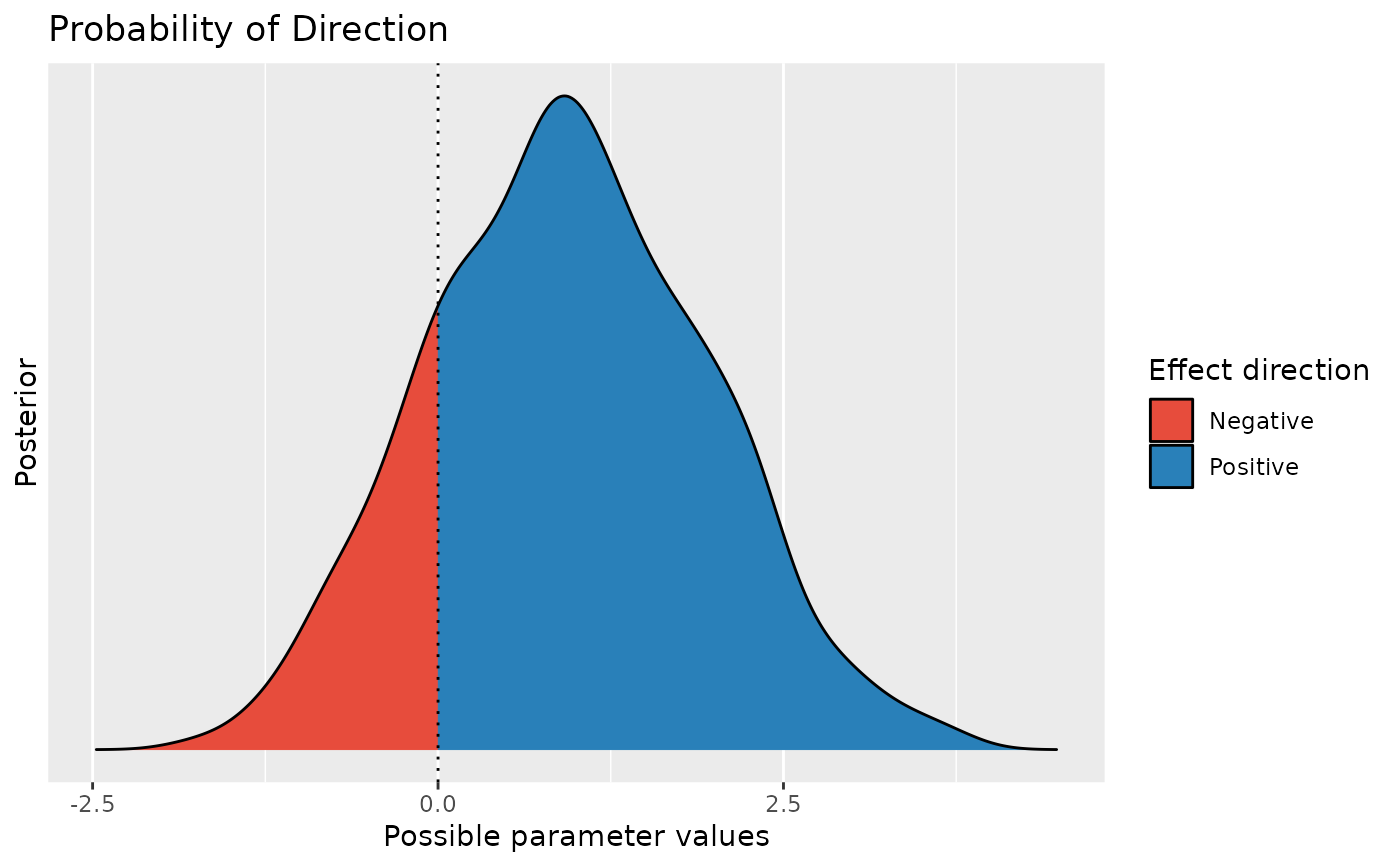 Probability of Direction
Posterior
-2.5
0.0
2.5
Possible parameter values
Effect direction
Negative
Positive